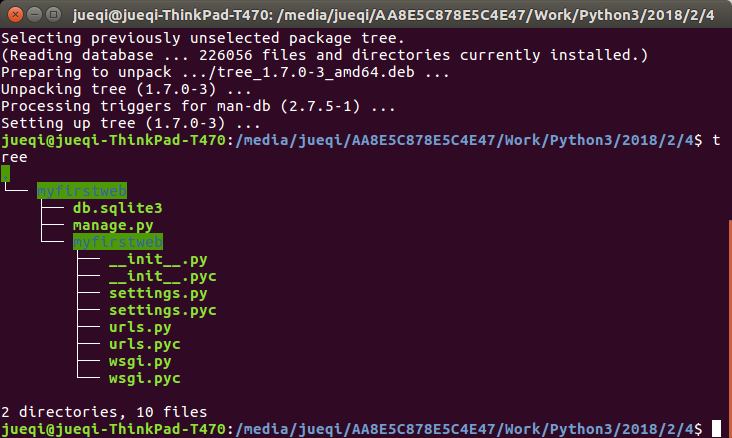 jueqi@jueqi-ThinkPad-T470: /media/jueqi/AA8E5C878E5C4E47/Work/Python3/2018/2/4
Selecting previously unselected package tree.
(Reading database ... 226056 files and directories currently installed.)
Preparing to unpack .../tree_1.7.0-3_amd64.deb ...
Unpacking tree (1.7.0-3) ...
Processing triggers for man-db (2.7.5-1) ...
Setting up tree (1.7.0-3) ...
jueqi@jueqi-ThinkPad-T470:/media/jueqi/AA8E5C878E5C4E47/Work/Python3/2018/2/4$ t
ree
.
└── myfirstweb
    ├── db.sqlite3
    ├── manage.py
    └── myfirstweb
        ├── __init__.py
        ├── __init__.pyc
        ├── settings.py
        ├── settings.pyc
        ├── urls.py
        ├── urls.pyc
        ├── wsgi.py
        └── wsgi.pyc
2 directories, 10 files
jueqi@jueqi-ThinkPad-T470:/media/jueqi/AA8E5C878E5C4E47/Work/Python3/2018/2/4$